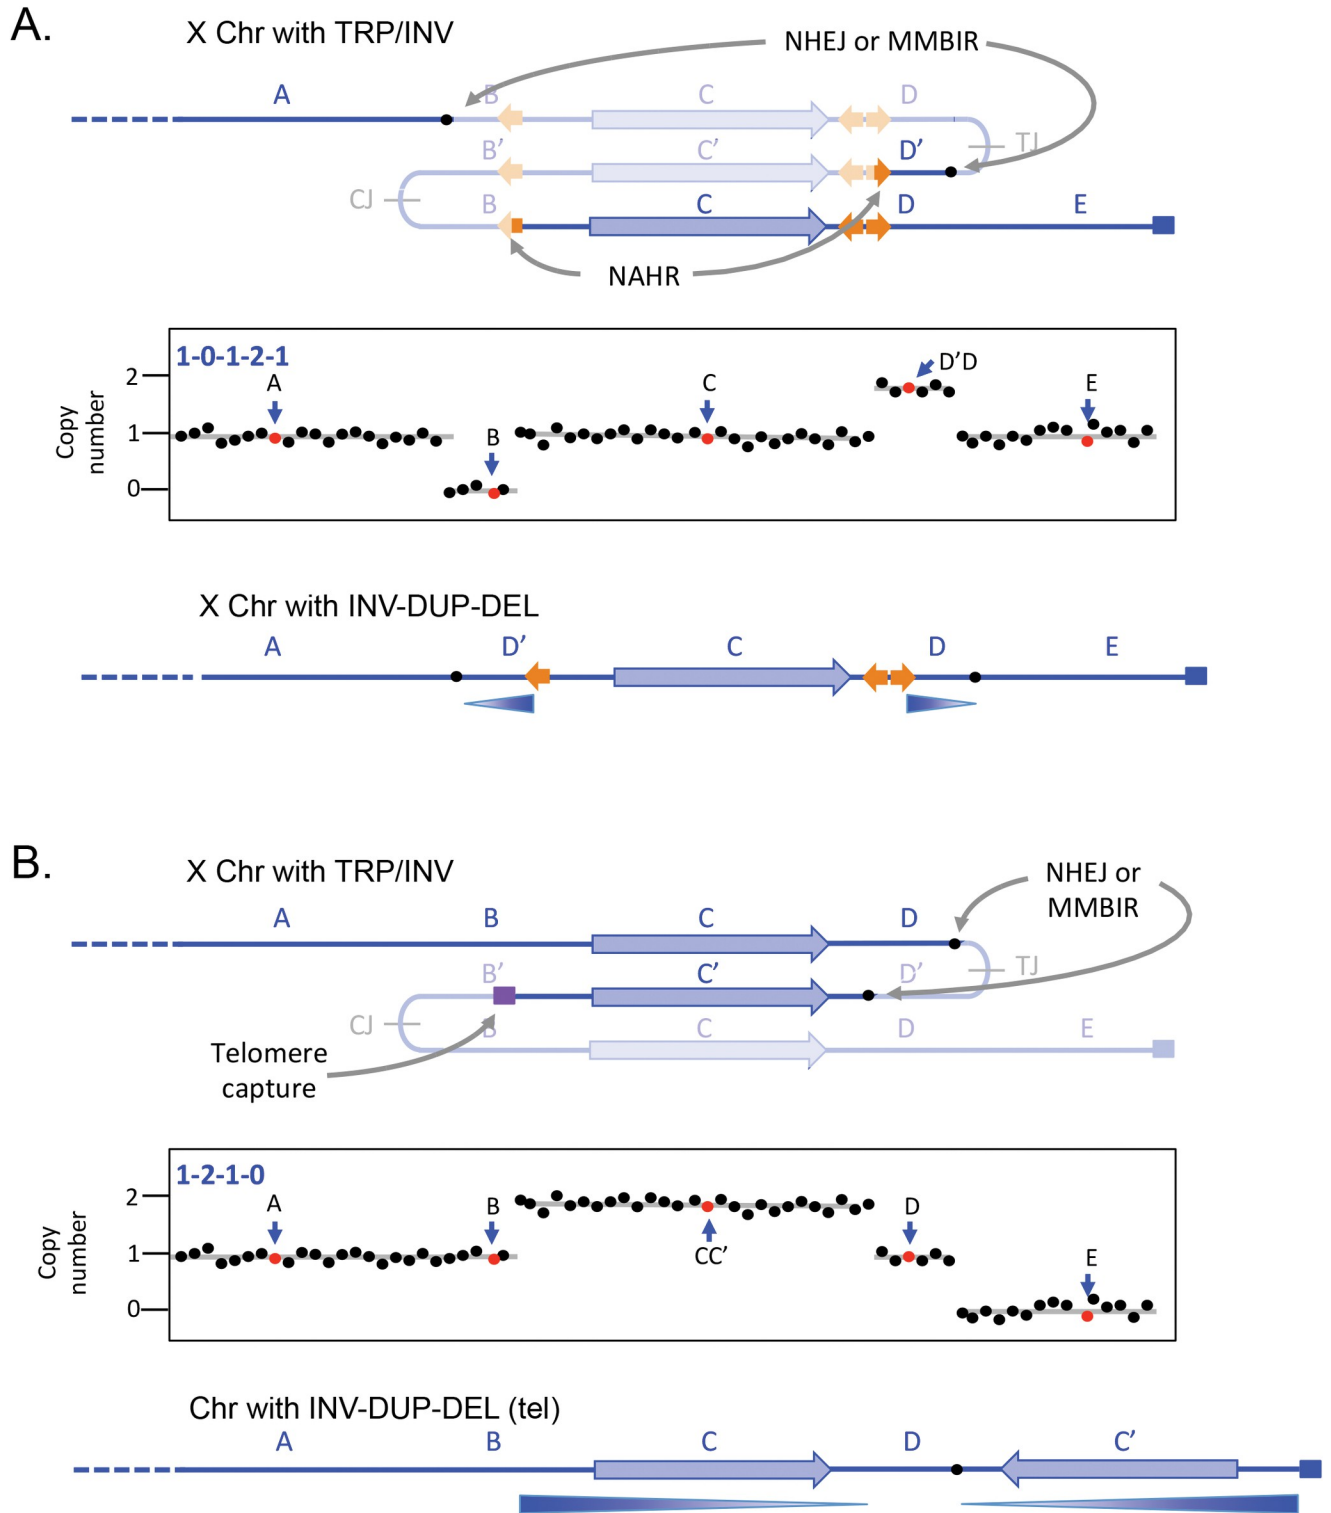 A.
X Chr with TRP/INV
NHEJ or MMBIR
A B C D
B' C' D' TJ
CJ B C D E
NAHR
1-0-1-2-1
Copy
number
2
1
0
A B C D'D E
X Chr with INV-DUP-DEL
A D' C D E
B.
X Chr with TRP/INV
NHEJ or
MMBIR
A B C D
B' C' D' TJ
CJ B C D E
Telomere
capture
1-2-1-0
Copy
number
2
1
0
A B CC' D E
Chr with INV-DUP-DEL (tel)
A B C D C'